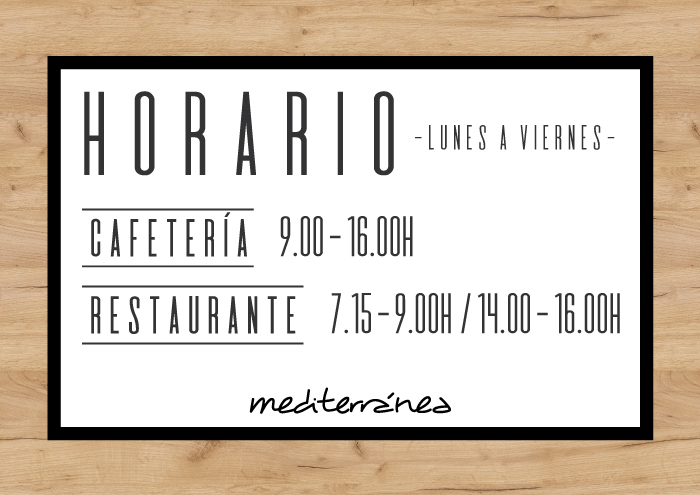 HORARIO -LUNES A VIERNES-
CAFETERÍA 9.00 - 16.00H
RESTAURANTE 7.15 - 9.00H / 14.00 - 16.00H
mediterránea